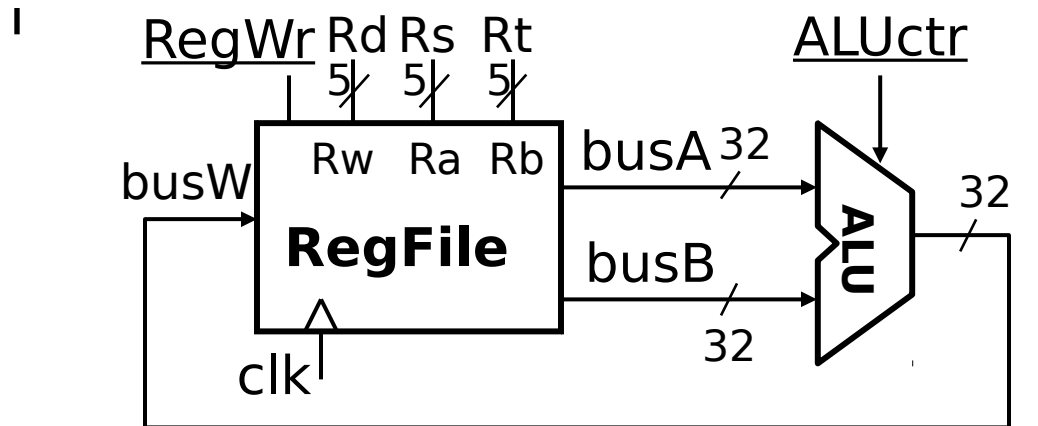 RegWr Rd Rs Rt ALUctr
5 5 5
Rw Ra Rb
busA 32
busW
32
RegFile
ALU
busB
32
clk